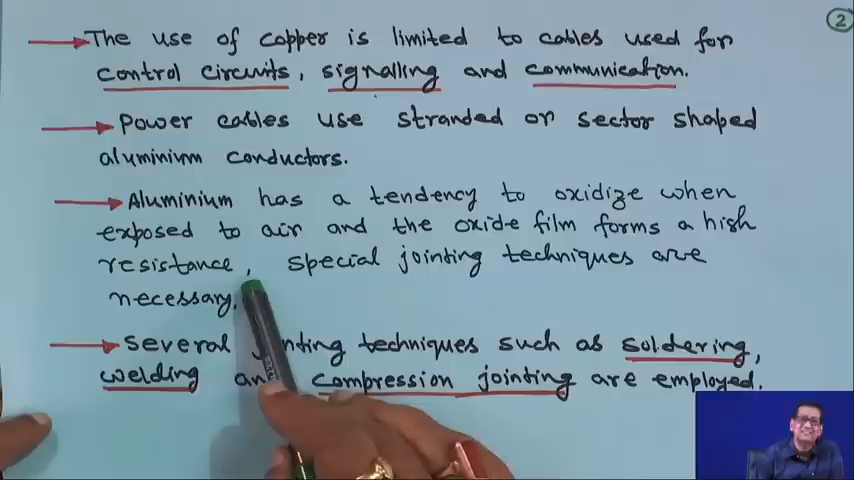 2
The use of copper is limited to cables used for
control circuits, signalling and communication.
Power cables use stranded or sector shaped
aluminium conductors.
Aluminium has a tendency to oxidize when
exposed to air and the oxide film forms a high
resistance, special jointing techniques are
necessary.
Several jointing techniques such as soldering,
welding and compression jointing are employed.